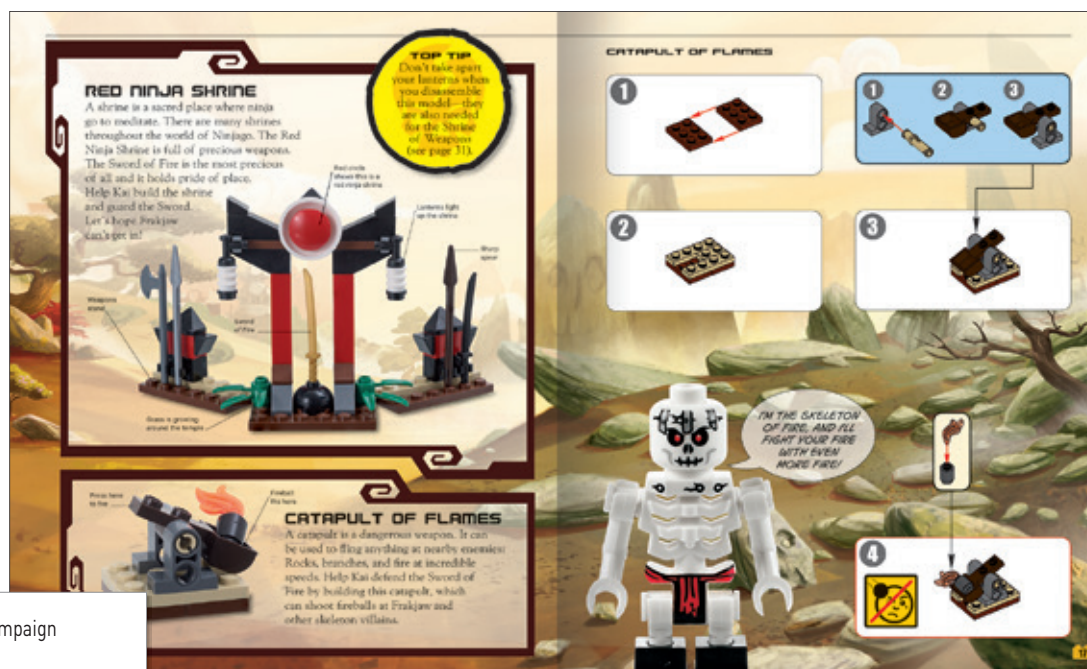 RED NINJA SHRINE
A shrine is a sacred place where ninja
go to meditate. There are many shrines
throughout the world of Ninjago. The Red
Ninja Shrine is full of precious weapons.
The Sword of Fire is the most precious
of all and it holds pride of place.
Help Kai build the shrine
and guard the Sword.
Let's hope Frakjaw
can't get in!
TOP TIP
Don't take apart
your lanterns when
you disassemble
this model—they
are also needed
for the Shrine
of Weapons
(see page 31).
Red circle
shows this is a
red ninja shrine
Lanterns light
up the shrine
Sharp
spear
Weapons
stand
Sword
of Fire
Grass is growing
around the temple
Press here
to fire
Fireball
sits here
CATAPULT OF FLAMES
A catapult is a dangerous weapon. It can
be used to fling anything at nearby enemies:
Rocks, branches, and fire at incredible
speeds. Help Kai defend the Sword of
Fire by building this catapult, which
can shoot fireballs at Frakjaw and
other skeleton villains.
mpaign
CATAPULT OF FLAMES
1
1 2 3
2
3
I'M THE SKELETON
OF FIRE, AND I'LL
FIGHT YOUR FIRE
WITH EVEN
MORE FIRE!
4